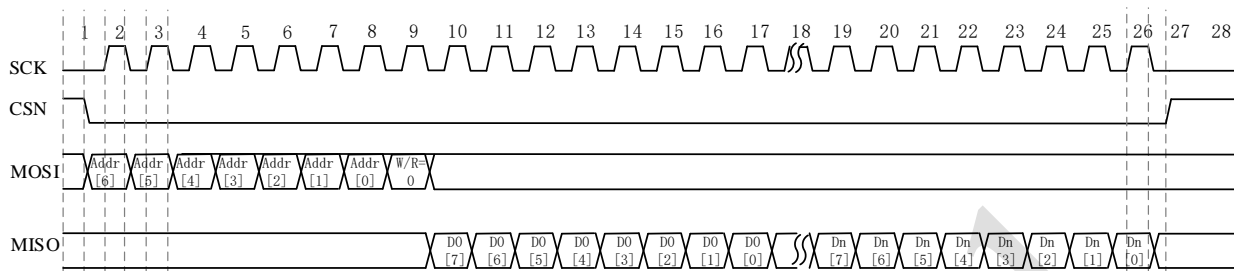 1 2 3 4 5 6 7 8 9 10 11 12 13 14 15 16 17 18 19 20 21 22 23 24 25 26 27 28
SCK
CSN
MOSI
Addr [6] Addr [5] Addr [4] Addr [3] Addr [2] Addr [1] Addr [0] W/R= 0
MISO
D0 [7] D0 [6] D0 [5] D0 [4] D0 [3] D0 [2] D0 [1] D0 [0] Dn [7] Dn [6] Dn [5] Dn [4] Dn [3] Dn [2] Dn [1] Dn [0]